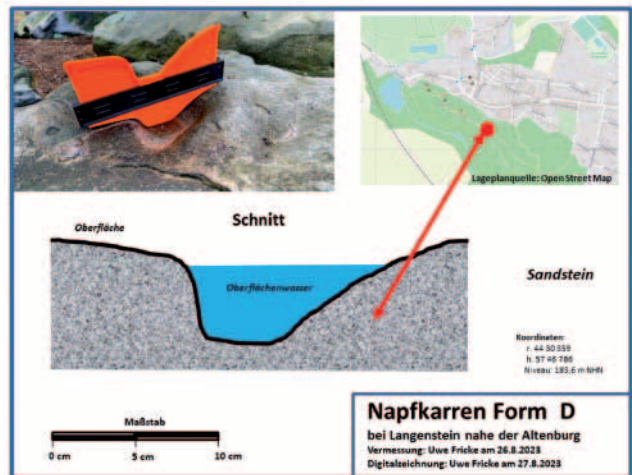 Lageplanquelle: Open Street Map
Schnitt
Oberfläche
Oberflächenwasser
Sandstein
Koordinaten:
r. 44 30 359
h. 57 46 786
Niveau: 185,6 m NHN
Maßstab
0 cm 5 cm 10 cm
Napfkarren Form D
bei Langenstein nahe der Altenburg
Vermessung: Uwe Fricke am 26.8.2023
Digitalzeichnung: Uwe Fricke am 27.8.2023